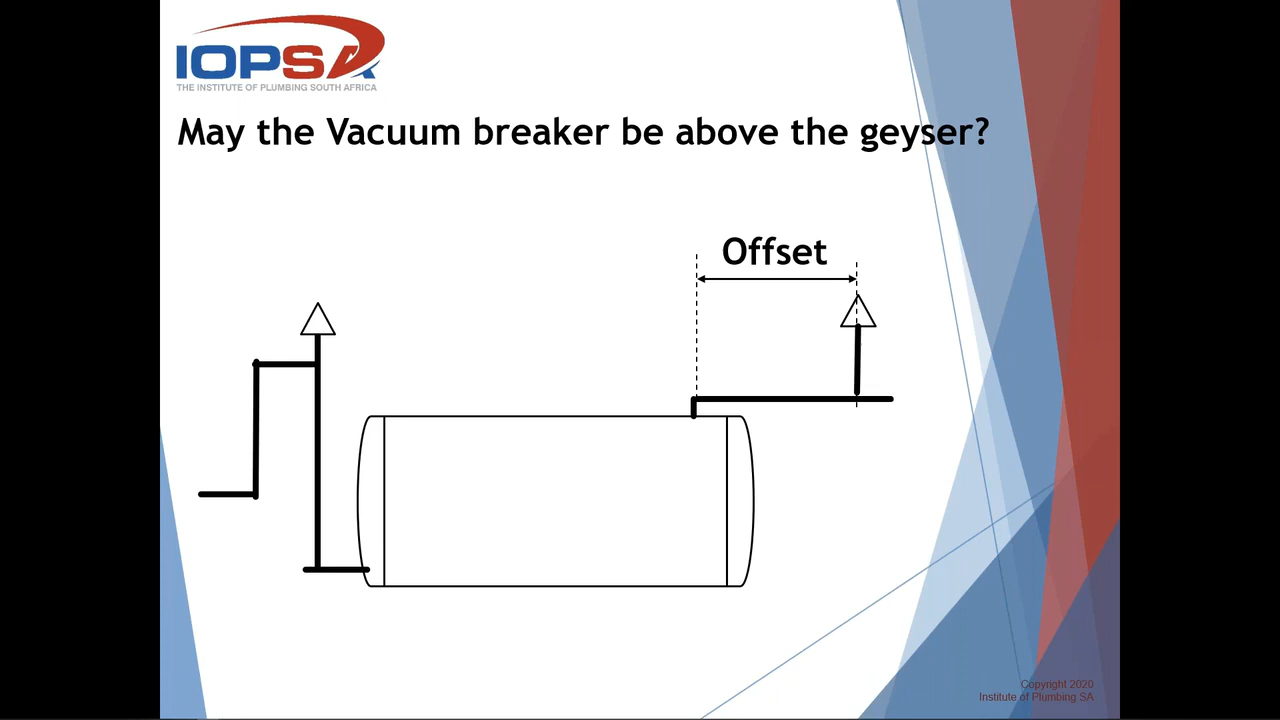 IOPSA
THE INSTITUTE OF PLUMBING SOUTH AFRICA
May the Vacuum breaker be above the geyser?
Offset
Copyright 2020
Institute of Plumbing SA